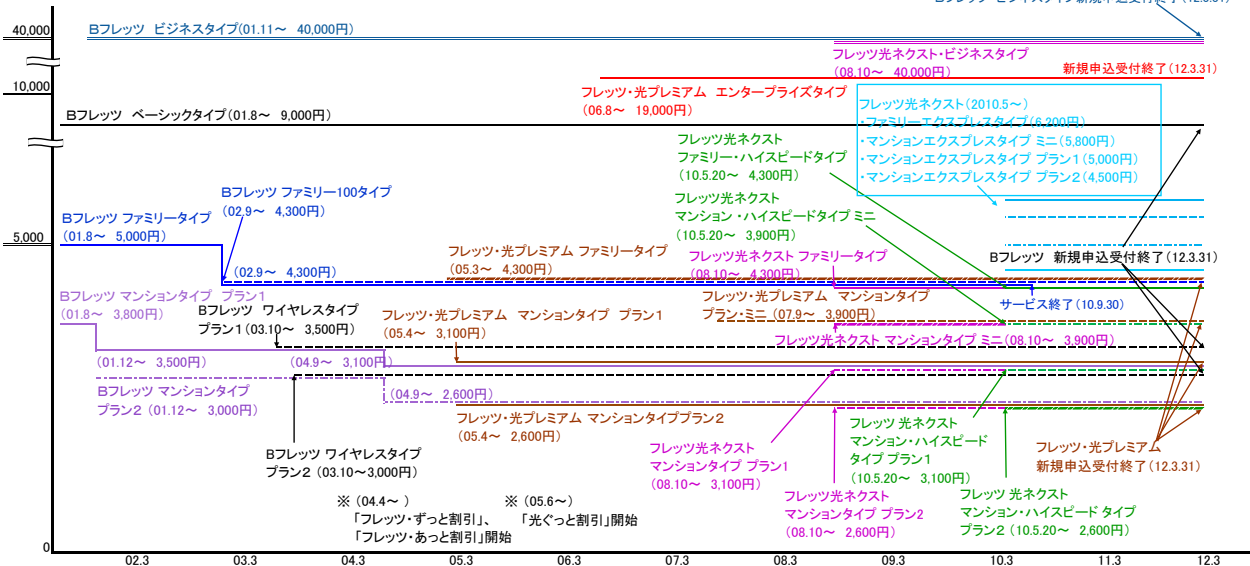 Bフレッツ ビジネスタイプ新規申込受付終了(12.3.31)
40,000
Bフレッツ ビジネスタイプ(01.11～ 40,000円)
フレッツ光ネクスト・ビジネスタイプ
(08.10～ 40,000円)
新規申込受付終了(12.3.31)
10,000
フレッツ・光プレミアム エンタープライズタイプ
(06.8～ 19,000円)
Bフレッツ ベーシックタイプ(01.8～ 9,000円)
フレッツ光ネクスト(2010.5～)
・ファミリーエクスプレスタイプ(6,200円)
・マンションエクスプレスタイプ ミニ(5,800円)
・マンションエクスプレスタイプ プラン1(5,000円)
・マンションエクスプレスタイプ プラン2(4,500円)
フレッツ光ネクスト
ファミリー・ハイスピードタイプ
(10.5.20～ 4,300円)
フレッツ光ネクスト
マンション・ハイスピードタイプ ミニ
(10.5.20～ 3,900円)
Bフレッツ ファミリー100タイプ
(02.9～ 4,300円)
Bフレッツ ファミリータイプ
(01.8～ 5,000円)
5,000
(02.9～ 4,300円)
フレッツ・光プレミアム ファミリータイプ
(05.3～ 4,300円)
フレッツ光ネクスト ファミリータイプ
(08.10～ 4,300円)
Bフレッツ 新規申込受付終了(12.3.31)
Bフレッツ マンションタイプ プラン1
(01.8～ 3,800円)
Bフレッツ ワイヤレスタイプ
プラン1(03.10～ 3,500円)
フレッツ・光プレミアム マンションタイプ プラン1
(05.4～ 3,100円)
フレッツ・光プレミアム マンションタイプ
プラン・ミニ(07.9～ 3,900円)
サービス終了(10.9.30)
フレッツ光ネクスト マンションタイプ ミニ(08.10～ 3,900円)
(01.12～ 3,500円)
(04.9～ 3,100円)
Bフレッツ マンションタイプ
プラン2(01.12～ 3,000円)
(04.9～ 2,600円)
フレッツ・光プレミアム マンションタイププラン2
(05.4～ 2,600円)
Bフレッツ ワイヤレスタイプ
プラン2(03.10～3,000円)
フレッツ光ネクスト
マンションタイプ プラン1
(08.10～ 3,100円)
フレッツ 光ネクスト
マンション・ハイスピード
タイプ プラン1
(10.5.20～ 3,100円)
フレッツ・光プレミアム
新規申込受付終了(12.3.31)
フレッツ光ネクスト
マンションタイプ プラン2
(08.10～ 2,600円)
フレッツ 光ネクスト
マンション・ハイスピード タイプ
プラン2(10.5.20～ 2,600円)
※(04.4～ )
「フレッツ・ずっと割引」、
「フレッツ・あっと割引」開始
※(05.6～)
「光ぐっと割引」開始
0
02.3 03.3 04.3 05.3 06.3 07.3 08.3 09.3 10.3 11.3 12.3